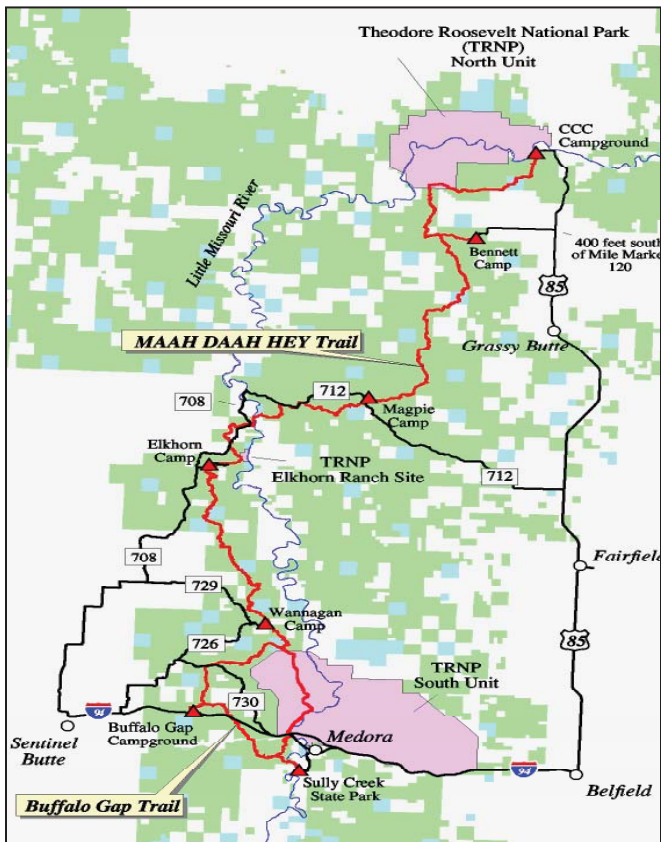 Theodore Roosevelt National Park
(TRNP)
North Unit
CCC
Campground
Little Missouri River
Bennett
Camp
400 feet south
of Mile Marke
120
85
MAAH DAAH HEY Trail
Grassy Butte
708
712
Magpie
Camp
Elkhorn
Camp
TRNP
Elkhorn Ranch Site
712
708
Fairfield
729
Wannagan
Camp
726
85
TRNP
South Unit
730
94
Buffalo Gap
Campground
Sentinel
Butte
Medora
94
Sully Creek
State Park
Belfield
Buffalo Gap Trail